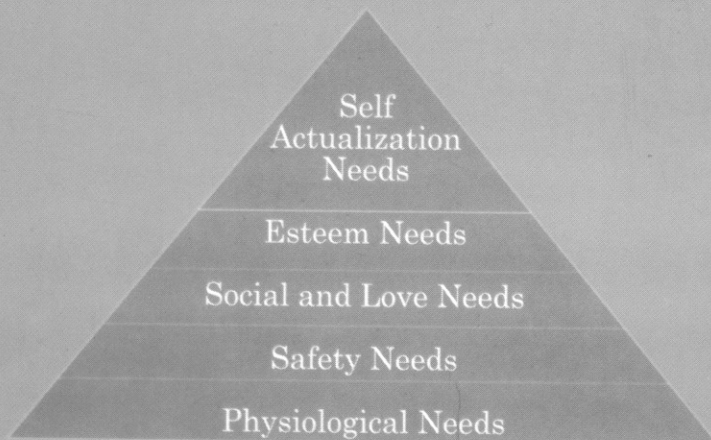 Self
Actualization
Needs
Esteem Needs
Social and Love Needs
Safety Needs
Physiological Needs